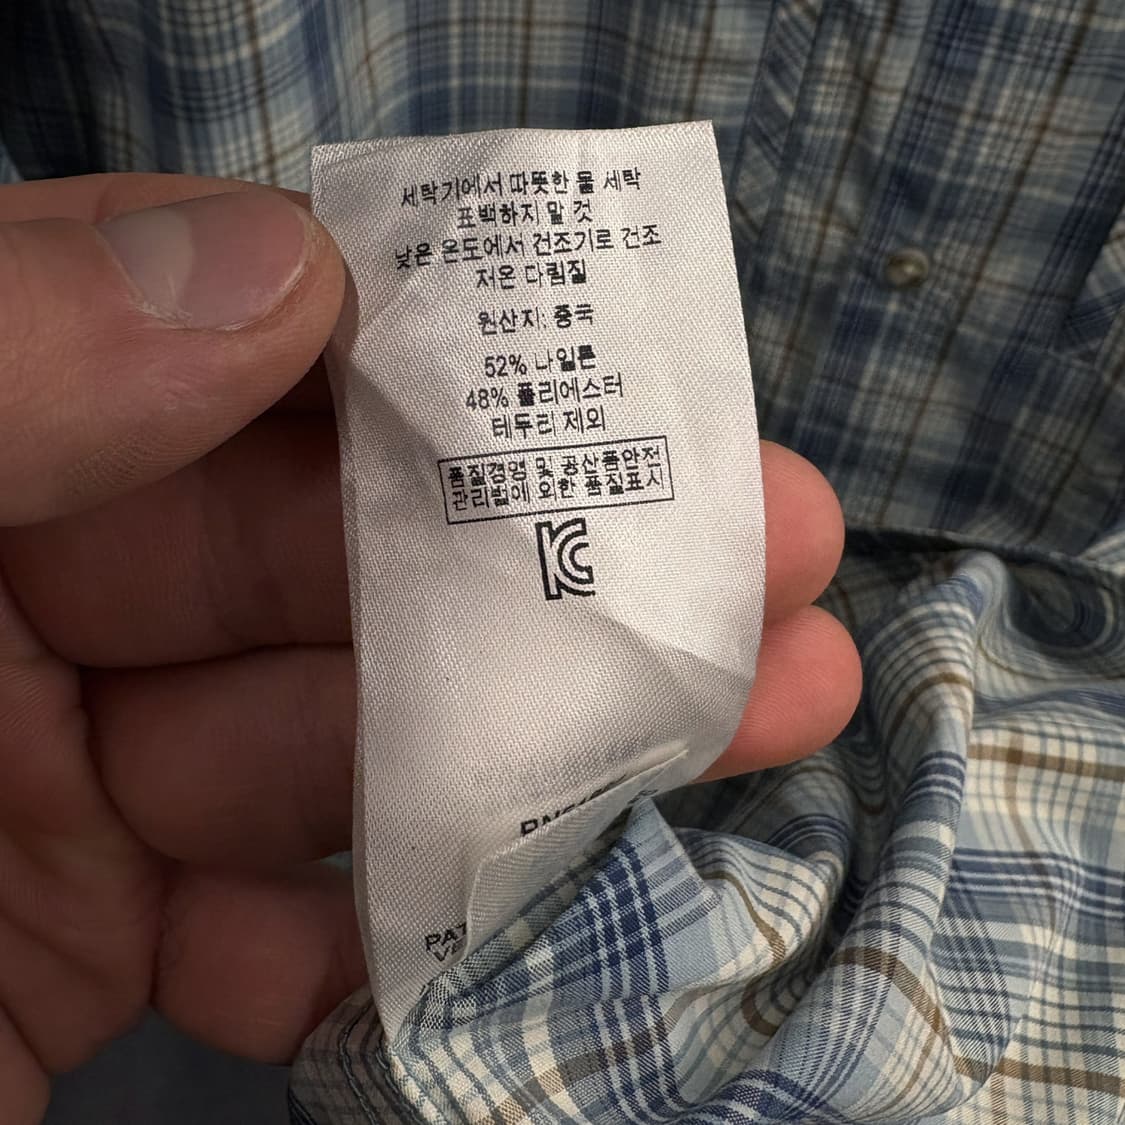 세탁기에서 따뜻한 물 세탁
표백하지 말 것
낮은 온도에서 건조기로 건조
저온 다림질
원산지: 중국
52% 나일론
48% 폴리에스터
테두리 제외
품질경영 및 공산품안전
관리법에 의한 품질표시
KC